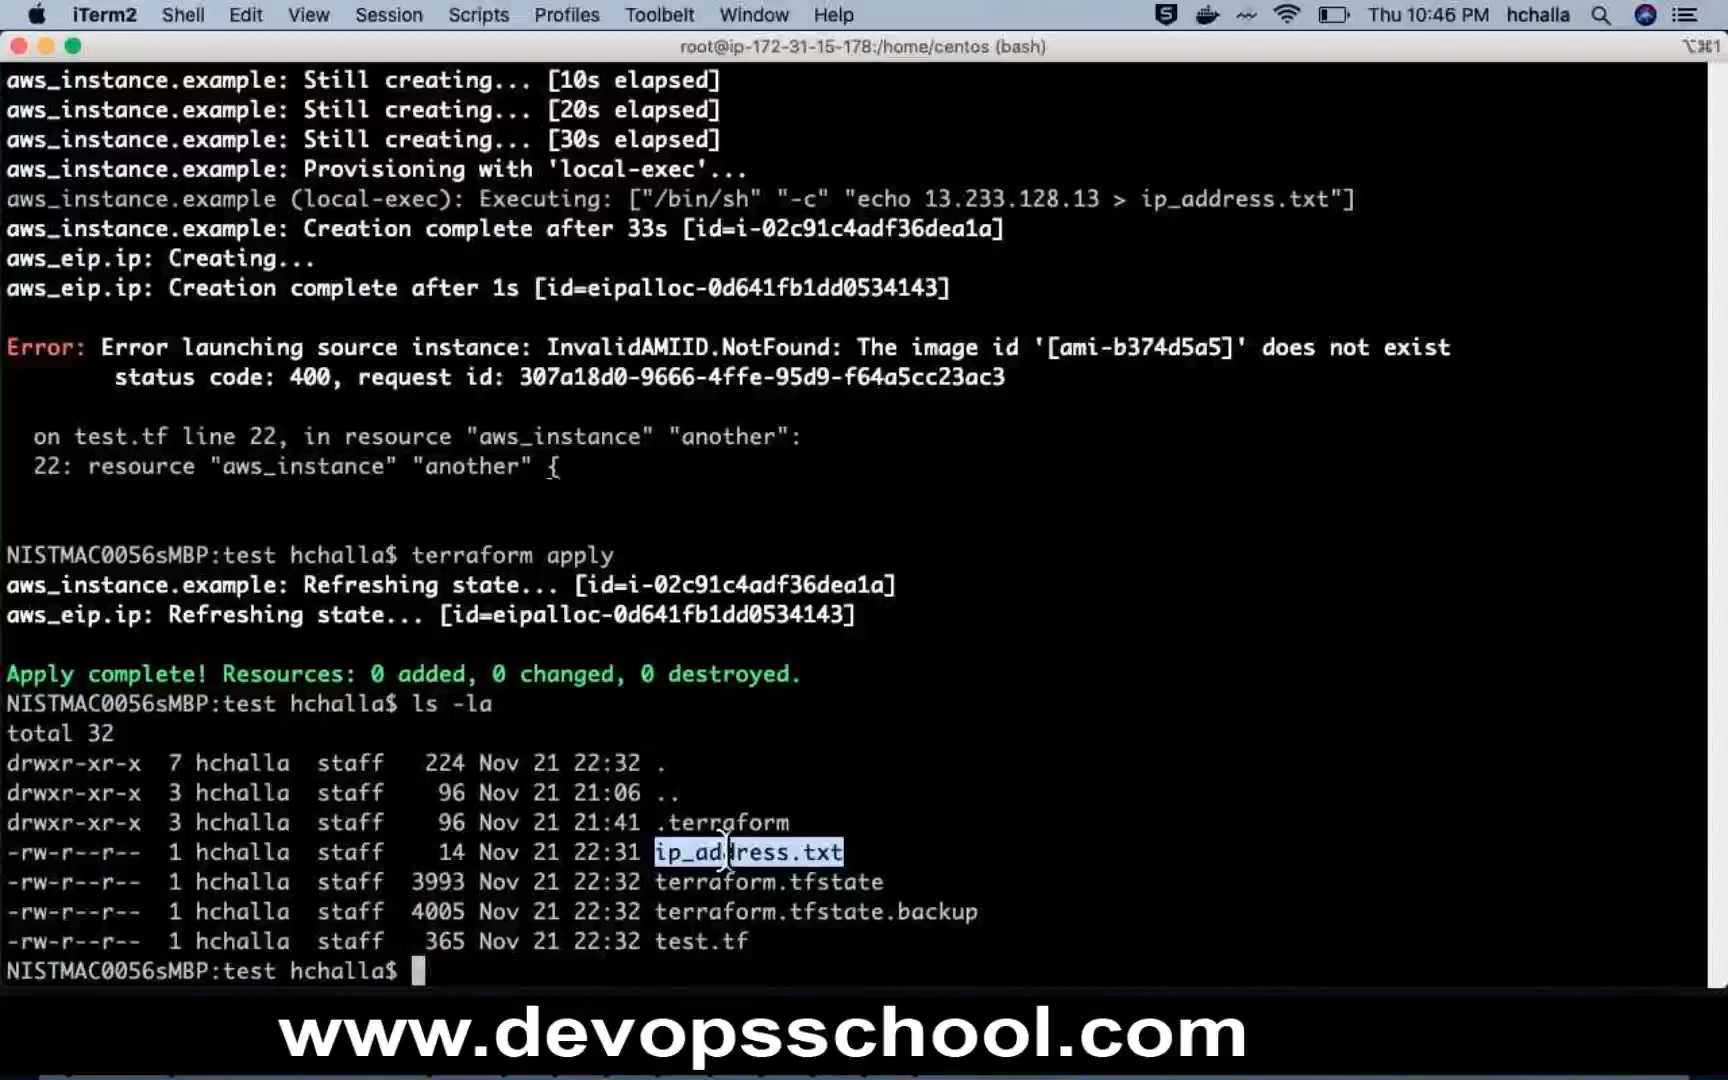 iTerm2 Shell Edit View Session Scripts Profiles Toolbelt Window Help Thu 10:46 PM hchalla
root@ip-172-31-15-178:/home/centos (bash) ⌥⌘1
aws_instance.example: Still creating... [10s elapsed]
aws_instance.example: Still creating... [20s elapsed]
aws_instance.example: Still creating... [30s elapsed]
aws_instance.example: Provisioning with 'local-exec'...
aws_instance.example (local-exec): Executing: ["/bin/sh" "-c" "echo 13.233.128.13 > ip_address.txt"]
aws_instance.example: Creation complete after 33s [id=i-02c91c4adf36dea1a]
aws_eip.ip: Creating...
aws_eip.ip: Creation complete after 1s [id=eipalloc-0d641fb1dd0534143]
Error: Error launching source instance: InvalidAMIID.NotFound: The image id '[ami-b374d5a5]' does not exist
status code: 400, request id: 307a18d0-9666-4ffe-95d9-f64a5cc23ac3
on test.tf line 22, in resource "aws_instance" "another":
22: resource "aws_instance" "another" {
NISTMAC0056sMBP:test hchalla$ terraform apply
aws_instance.example: Refreshing state... [id=i-02c91c4adf36dea1a]
aws_eip.ip: Refreshing state... [id=eipalloc-0d641fb1dd0534143]
Apply complete! Resources: 0 added, 0 changed, 0 destroyed.
NISTMAC0056sMBP:test hchalla$ ls -la
total 32
drwxr-xr-x 7 hchalla staff 224 Nov 21 22:32 .
drwxr-xr-x 3 hchalla staff 96 Nov 21 21:06 ..
drwxr-xr-x 3 hchalla staff 96 Nov 21 21:41 .terraform
-rw-r--r-- 1 hchalla staff 14 Nov 21 22:31 ip_address.txt
-rw-r--r-- 1 hchalla staff 3993 Nov 21 22:32 terraform.tfstate
-rw-r--r-- 1 hchalla staff 4005 Nov 21 22:32 terraform.tfstate.backup
-rw-r--r-- 1 hchalla staff 365 Nov 21 22:32 test.tf
NISTMAC0056sMBP:test hchalla$
www.devopsschool.com